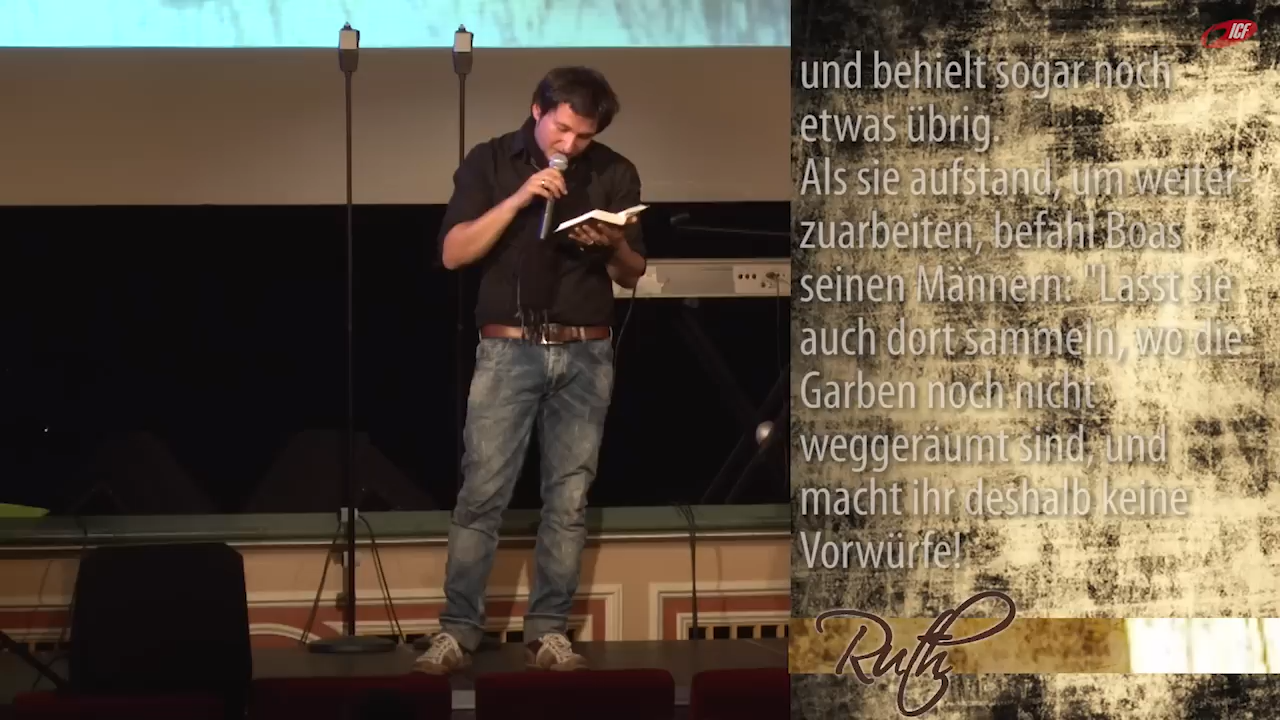 ICF
und behielt sogar noch
etwas übrig.
Als sie aufstand, um weiter-
zuarbeiten, befahl Boas
seinen Männern: "Lasst sie
auch dort sammeln, wo die
Garben noch nicht
weggeräumt sind, und
macht ihr deshalb keine
Vorwürfe!
Ruth